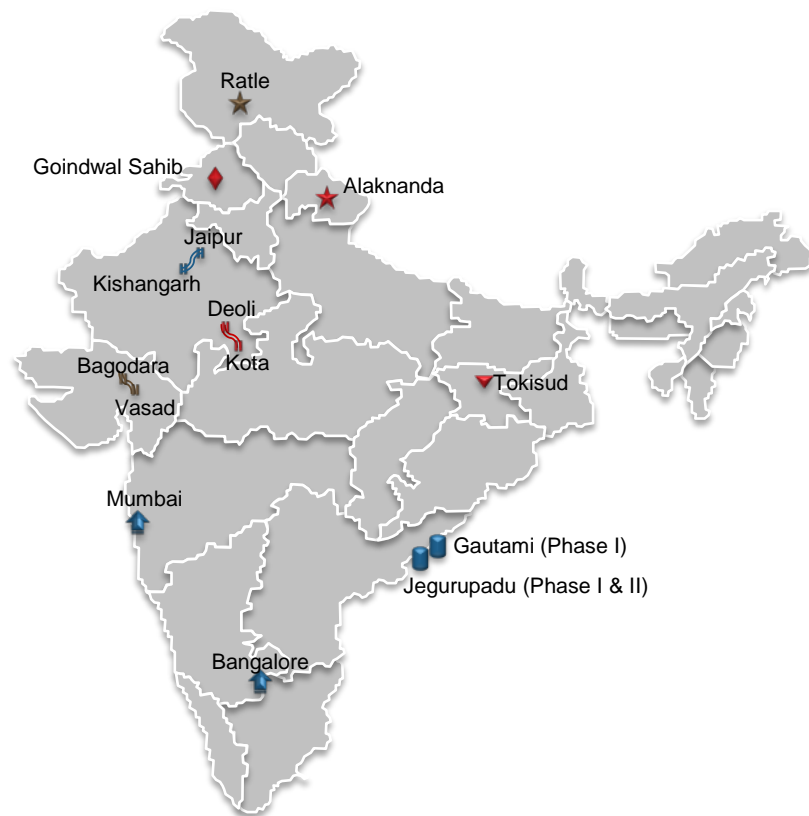 Ratle
Goindwal Sahib
Alaknanda
Jaipur
Kishangarh
Deoli
Kota
Bagodara
Vasad
Tokisud
Mumbai
Gautami (Phase I)
Jegurupadu (Phase I & II)
Bangalore